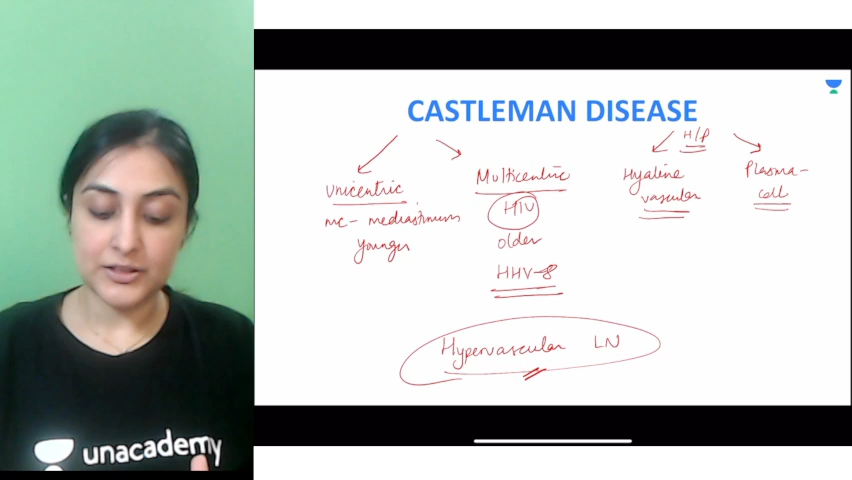 CASTLEMAN DISEASE
H/P
Unicentric
mc - mediastinum
younger
Multicentric
HIV
older
HHV-8
Hyaline
vascular
Plasma-
cell
Hypervascular LN
unacademy